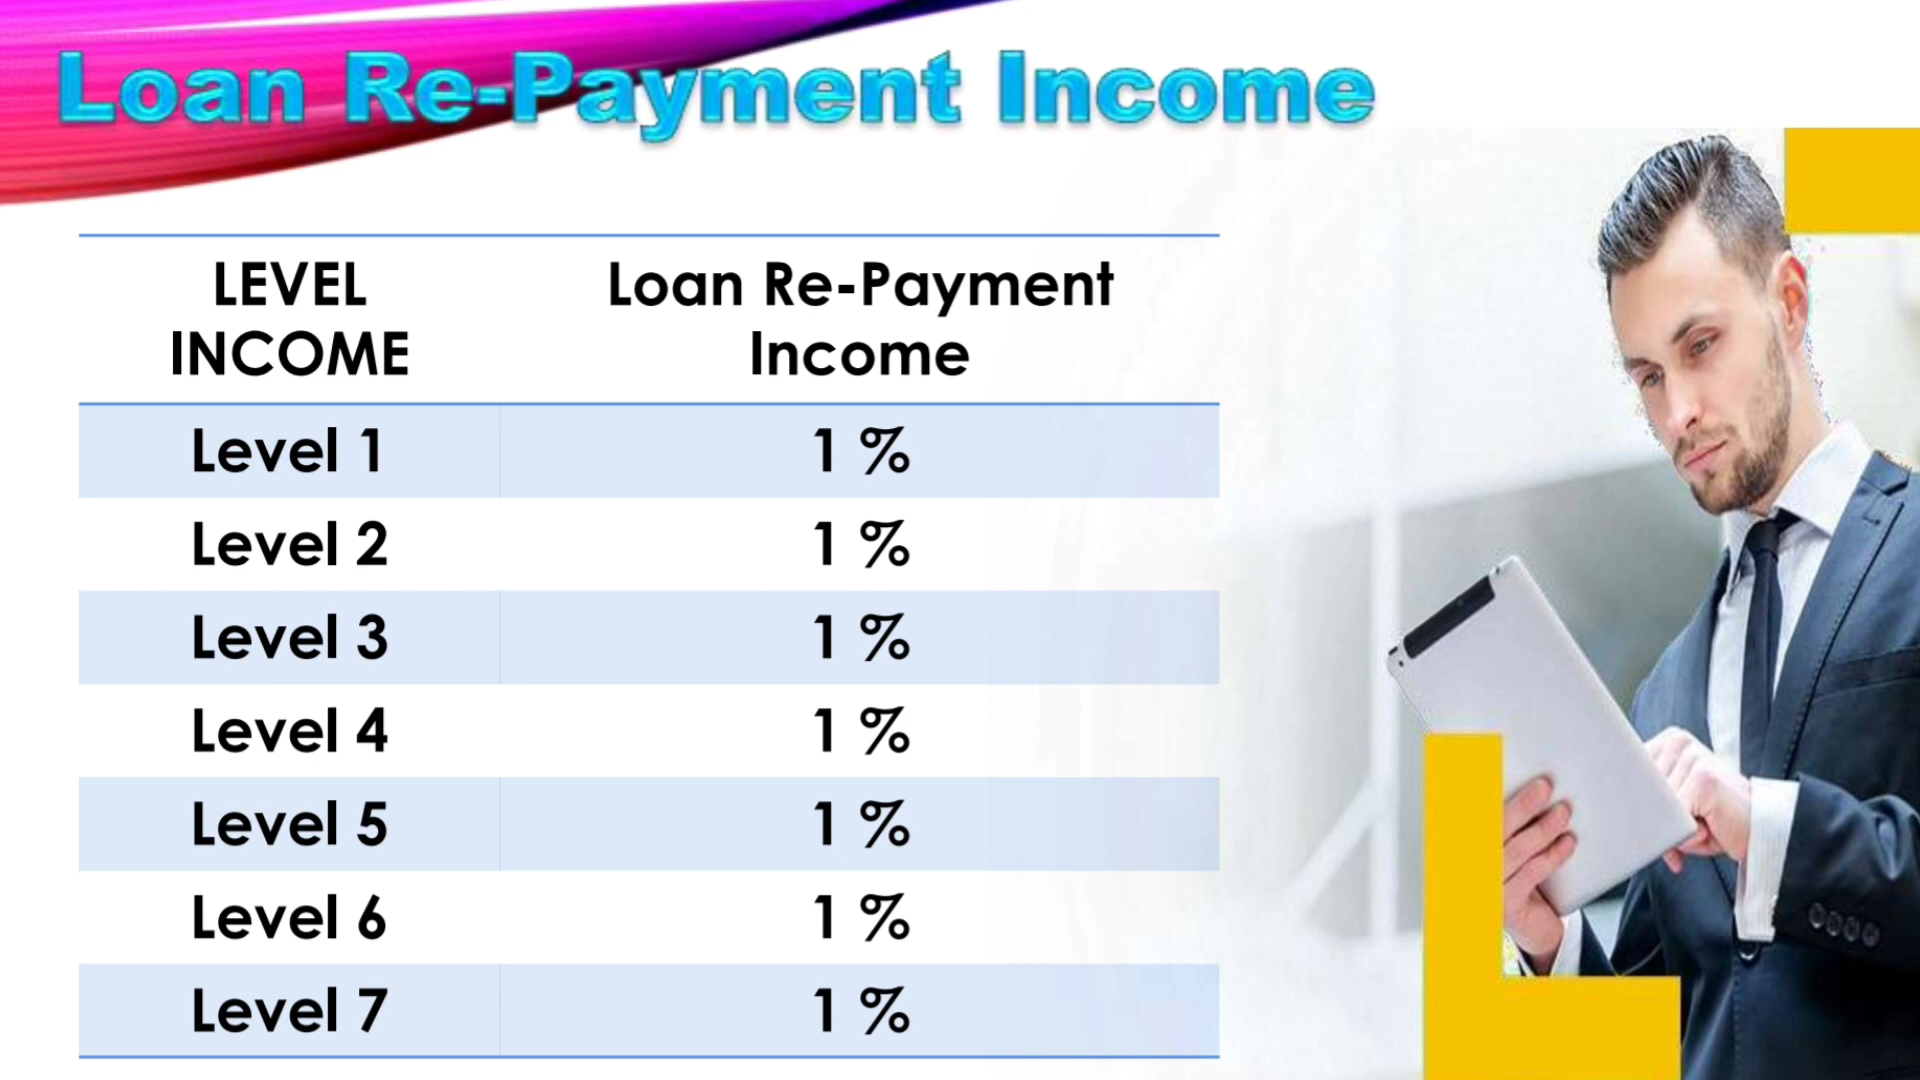 Loan Re-Payment Income
LEVEL INCOME
Loan Re-Payment Income
Level 1 1 %
Level 2 1 %
Level 3 1 %
Level 4 1 %
Level 5 1 %
Level 6 1 %
Level 7 1 %